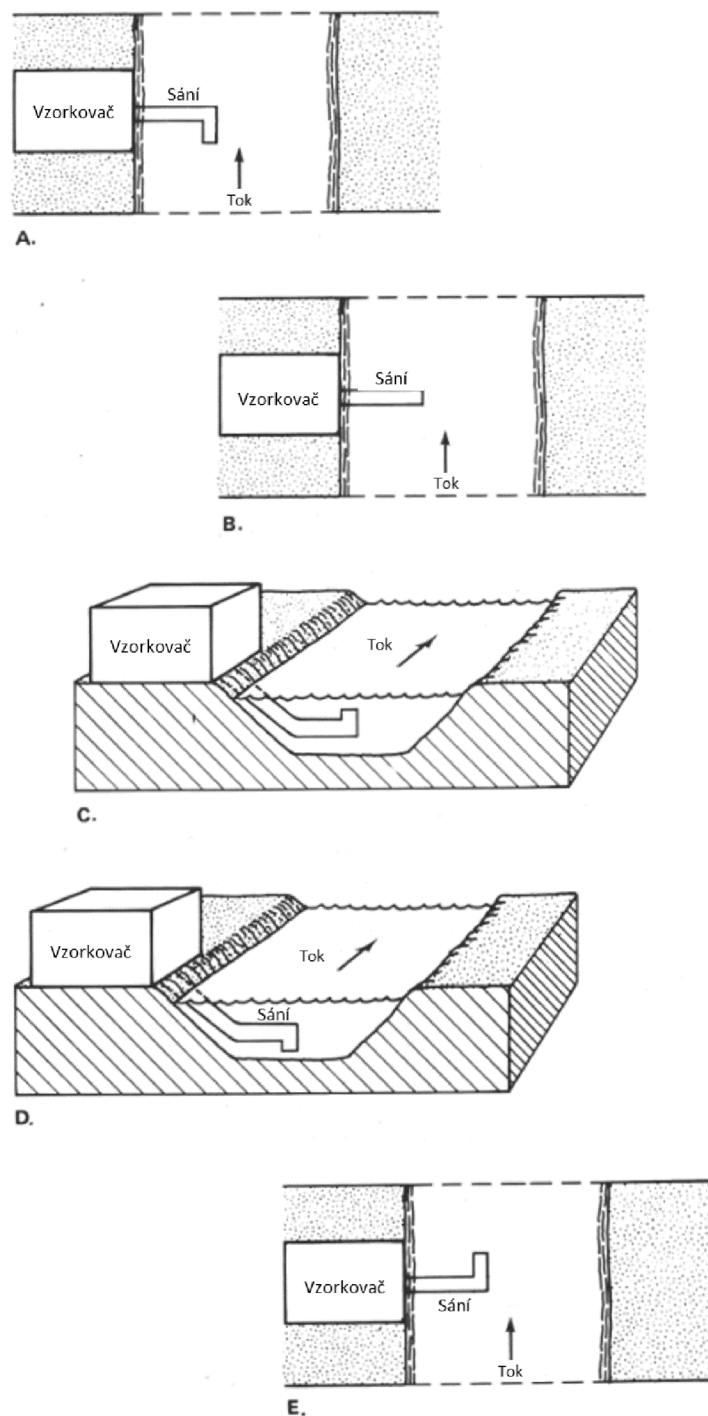 Sání
Vzorkovač
Tok
A.
Sání
Vzorkovač
Tok
B.
Vzorkovač
Tok
C.
Vzorkovač
Tok
Sání
D.
Vzorkovač
Sání
Tok
E.